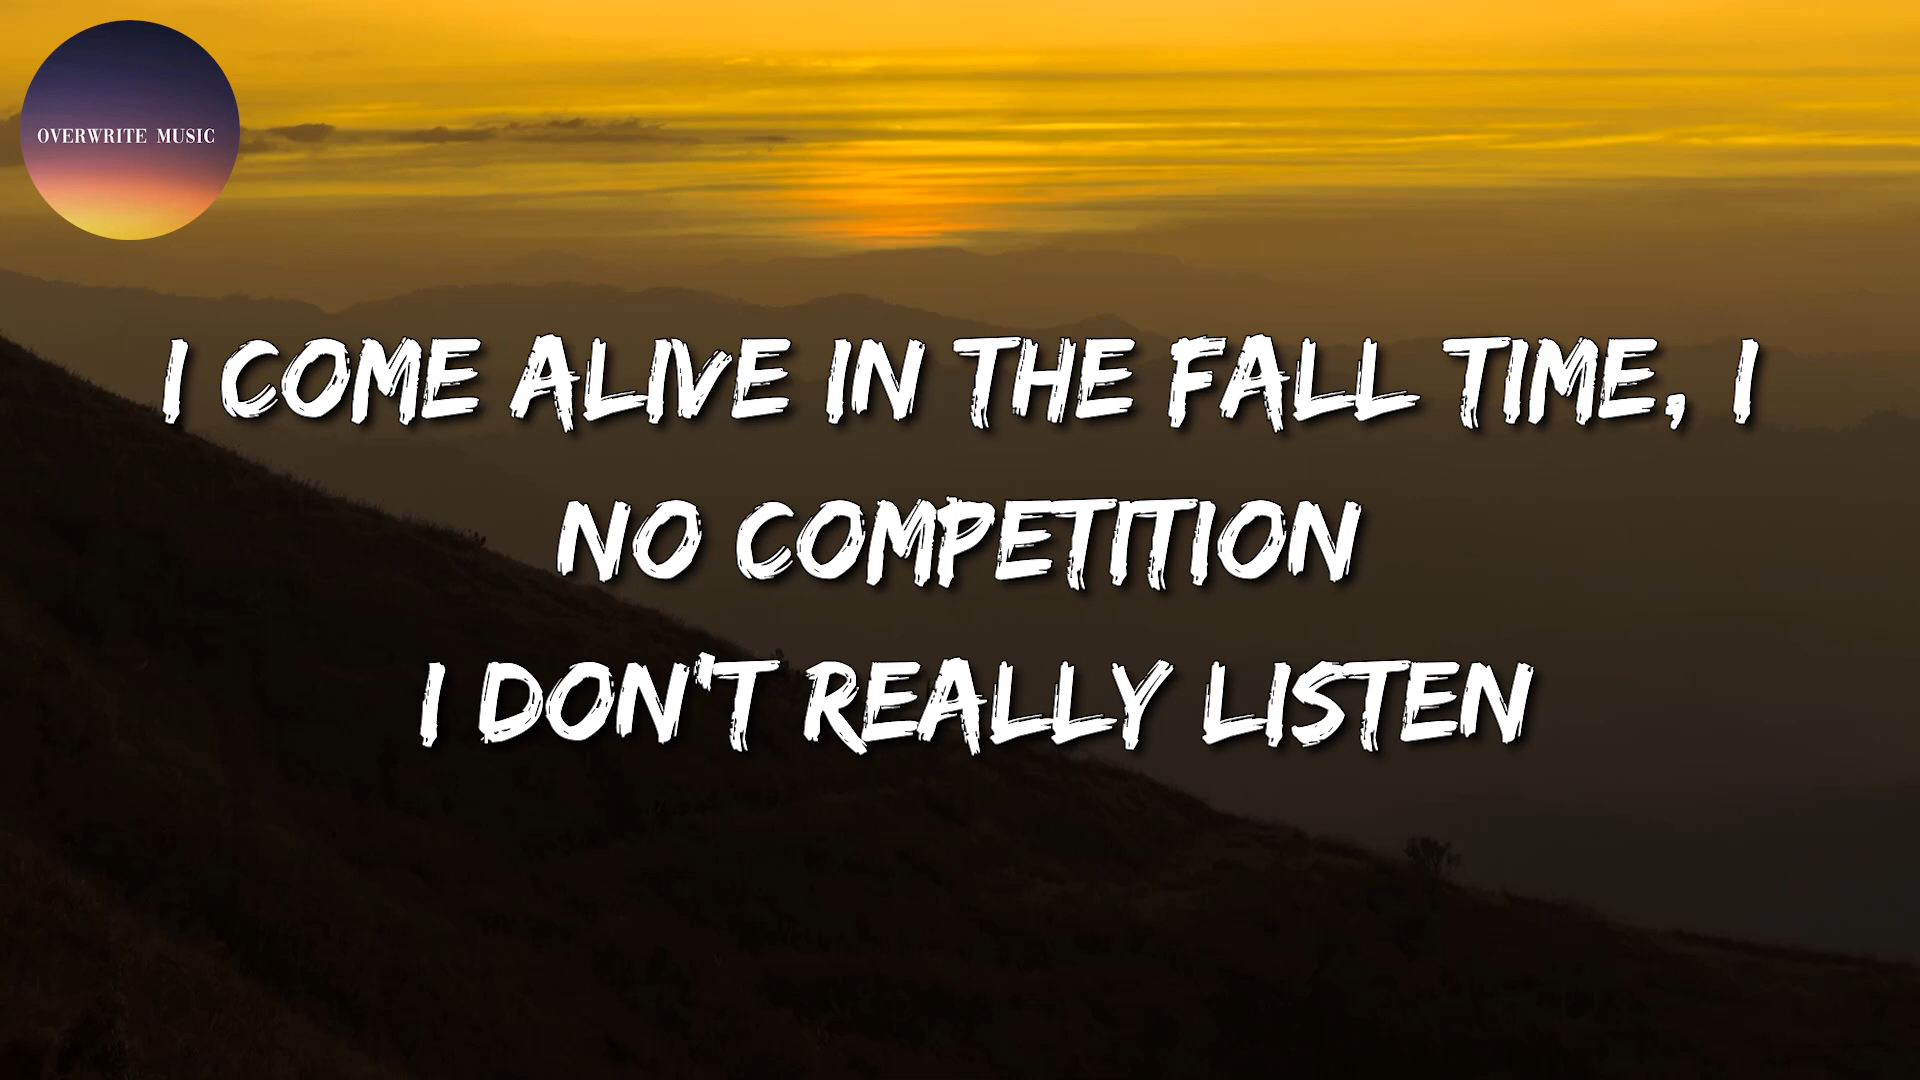 OVERWRITE MUSIC
I COME ALIVE IN THE FALL TIME, I
NO COMPETITION
I DON'T REALLY LISTEN